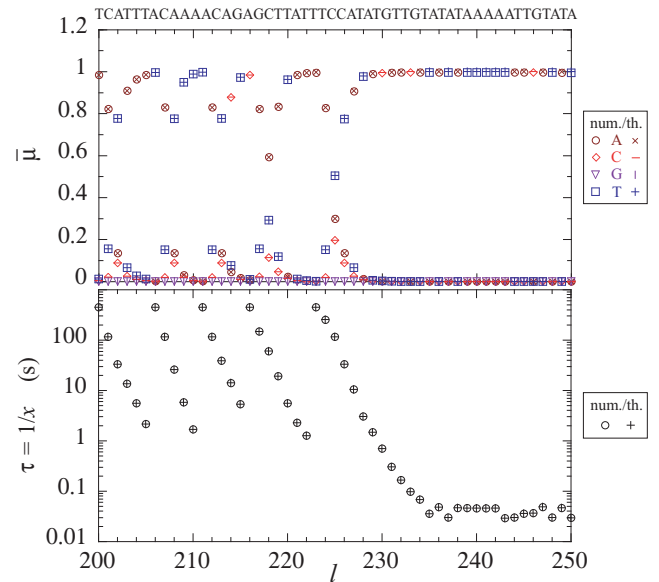 TCATTTACAAAACAGAGCTTATTTCCATATGTTGTATATAAAAATTGTATA
1.2
1
0.8
0.6
0.4
0.2
0
μ̄
num./th.
A
C
G
T
100
10
1
0.1
0.01
τ = 1/x (s)
num./th.
200 210 220 230 240 250
l